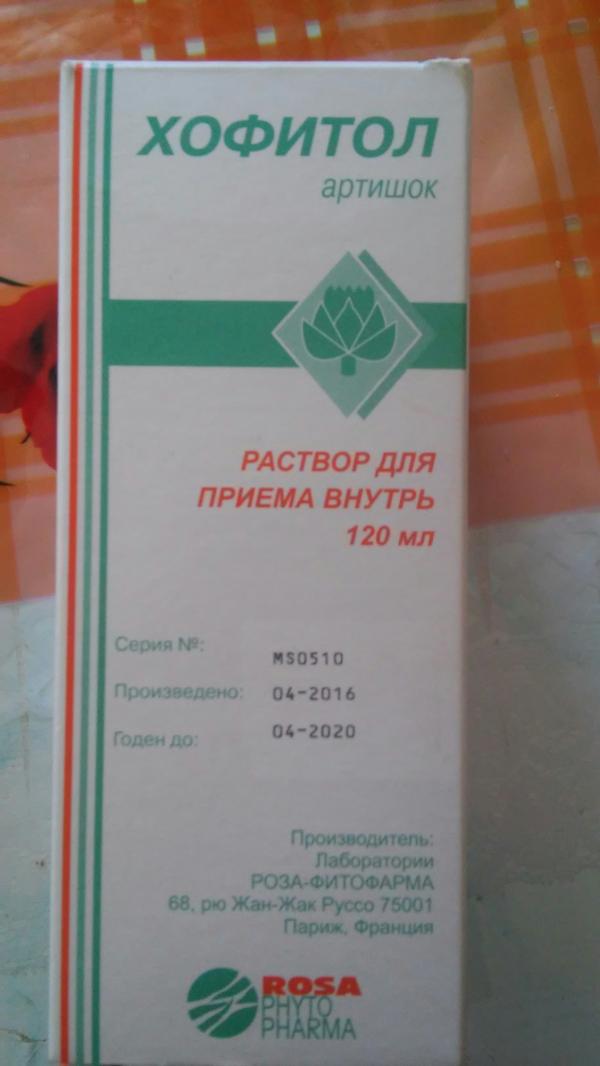 ХОФИТОЛ
артишок
РАСТВОР ДЛЯ
ПРИЕМА ВНУТРЬ
120 мл
Серия №: MS0510
Произведено: 04-2016
Годен до: 04-2020
Производитель:
Лаборатории
РОЗА-ФИТОФАРМА
68, рю Жан-Жак Руссо 75001
Париж, Франция
ROSA
PHYTO
PHARMA